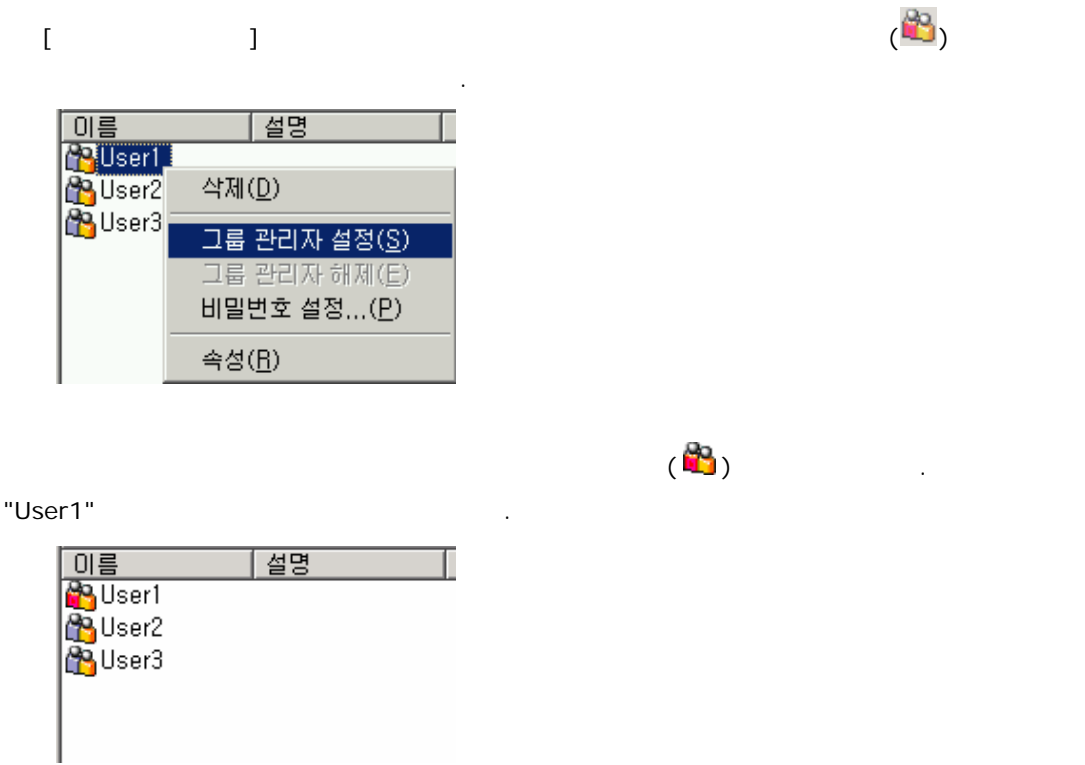 [ ] ( )
.
이름 설명
User1
User2
User3
삭제(D)
그룹 관리자 설정(S)
그룹 관리자 해제(E)
비밀번호 설정...(P)
속성(R)
( ) .
"User1" .
이름 설명
User1
User2
User3